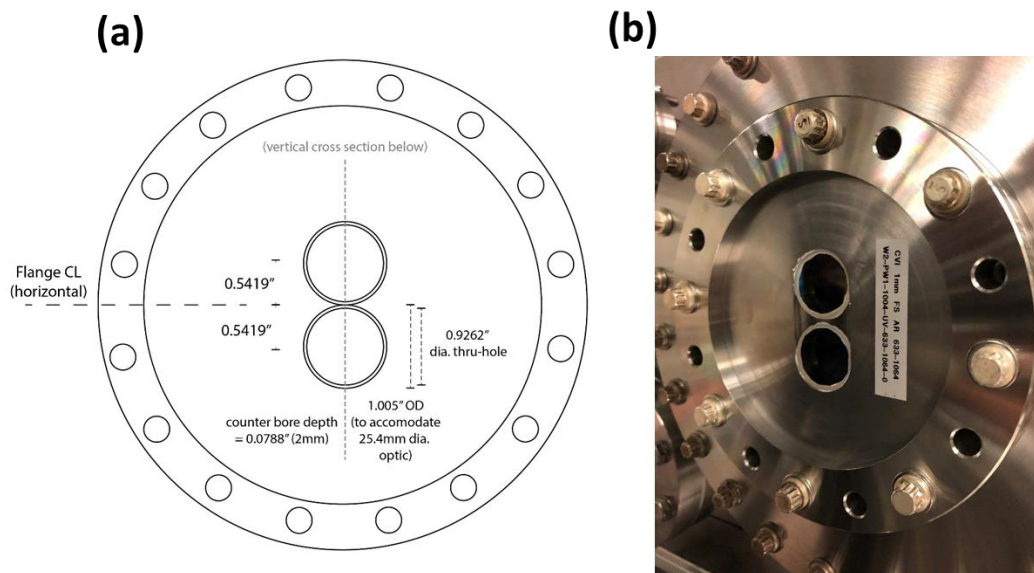 (a)
(vertical cross section below)
Flange CL
(horizontal)
0.5419"
0.5419"
0.9262"
dia. thru-hole
counter bore depth
= 0.0788" (2mm)
1.005" OD
(to accomodate
25.4mm dia.
optic)
(b)
CVI 1mm FS AR 633-1064
W2-PW1-1004-UV-633-1064-0